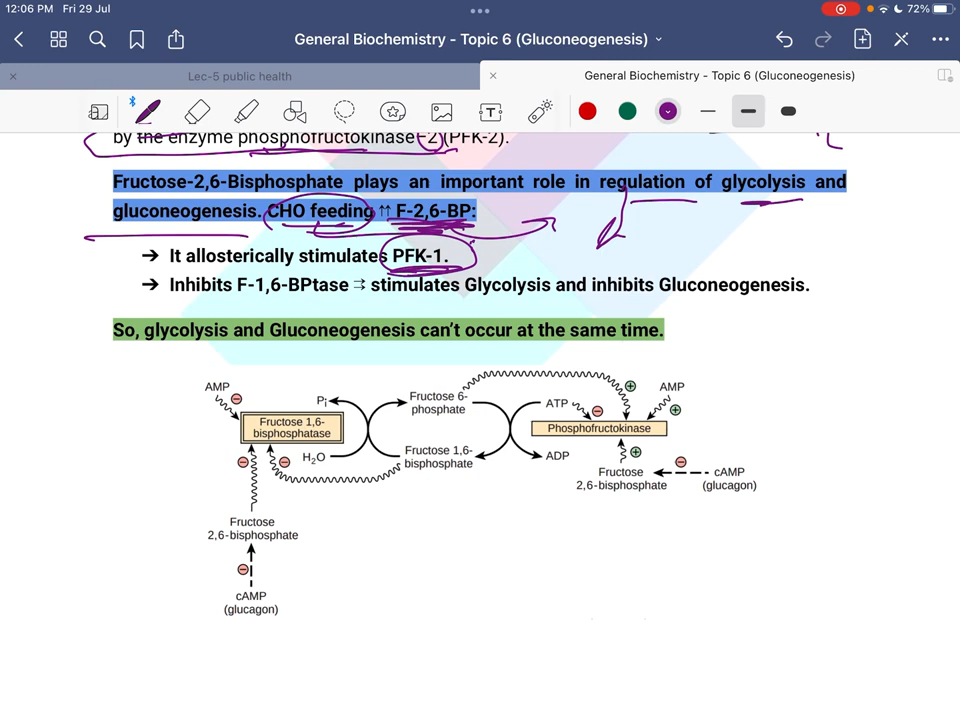 12:06 PM Fri 29 Jul
72%
General Biochemistry - Topic 6 (Gluconeogenesis)
Lec-5 public health
General Biochemistry - Topic 6 (Gluconeogenesis)
by the enzyme phosphofructokinase-2 (PFK-2).
Fructose-2,6-Bisphosphate plays an important role in regulation of glycolysis and
gluconeogenesis. CHO feeding ↑↑ F-2,6-BP:
➔ It allosterically stimulates PFK-1.
➔ Inhibits F-1,6-BPtase ⇉ stimulates Glycolysis and inhibits Gluconeogenesis.
So, glycolysis and Gluconeogenesis can't occur at the same time.
AMP
Pi
Fructose 6-
phosphate
ATP
AMP
Fructose 1,6-
bisphosphatase
Phosphofructokinase
H2O
Fructose 1,6-
bisphosphate
ADP
Fructose
2,6-bisphosphate
cAMP
(glucagon)
Fructose
2,6-bisphosphate
cAMP
(glucagon)